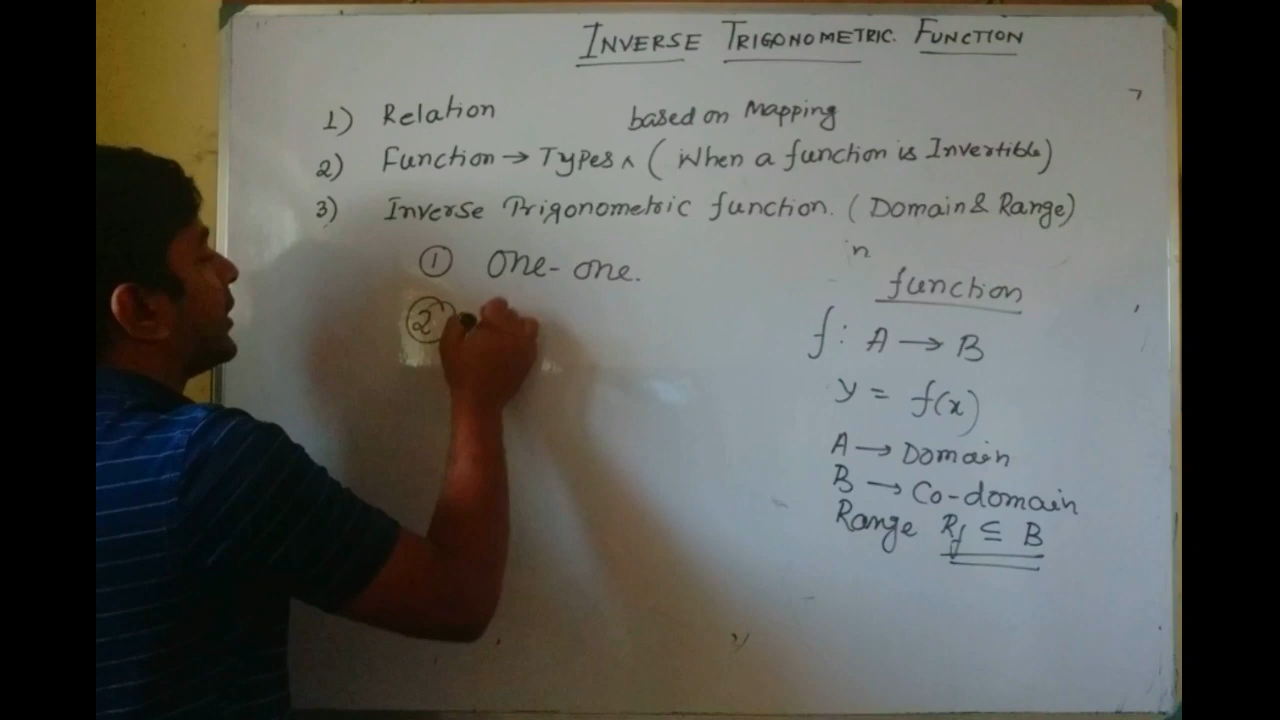 INVERSE TRIGONOMETRIC FUNCTION
1) Relation
based on Mapping
2) Function → Types ^ ( When a function is Invertible)
3) Inverse Trigonometric function. ( Domain & Range)
① One-one.
②
n
function
f : A → B
y = f(x)
A → Domain
B → Co-domain
Range Rf ⊆ B